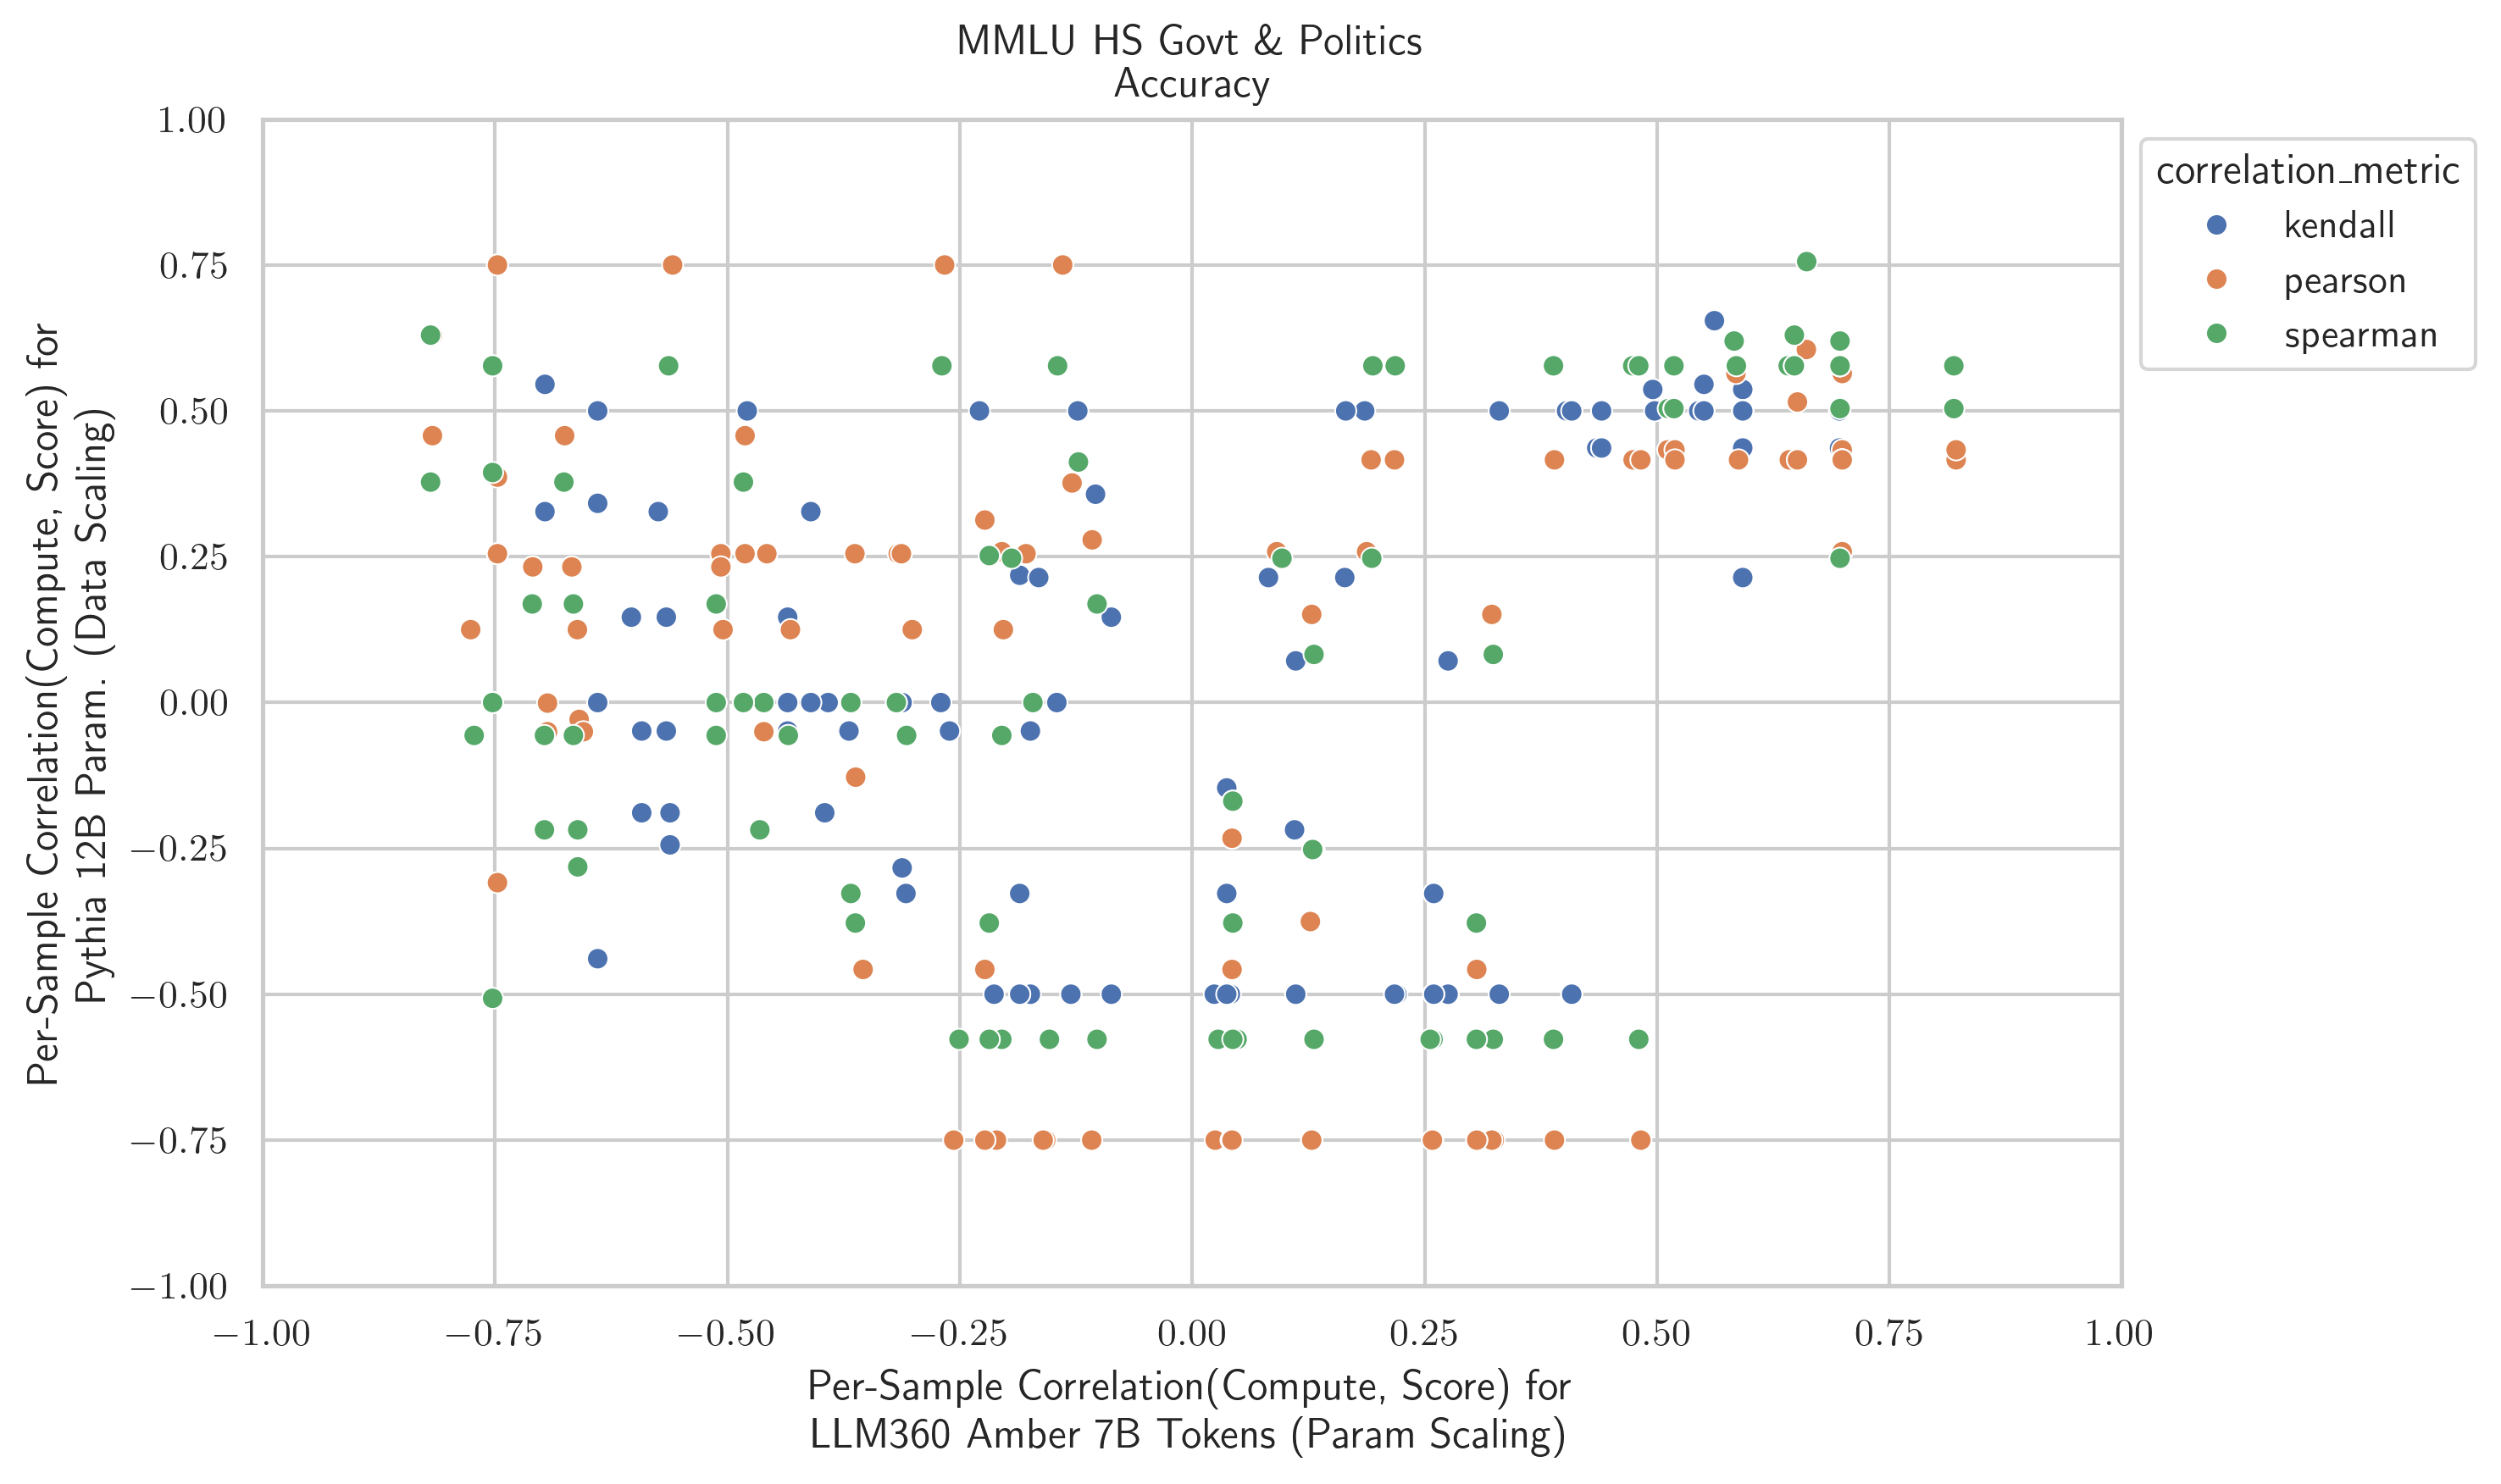 MMLU HS Govt & Politics
Accuracy
1.00
0.75
0.50
0.25
0.00
−0.25
−0.50
−0.75
−1.00
Per-Sample Correlation(Compute, Score) for
Pythia 12B Param. (Data Scaling)
−1.00 −0.75 −0.50 −0.25 0.00 0.25 0.50 0.75 1.00
Per-Sample Correlation(Compute, Score) for
LLM360 Amber 7B Tokens (Param Scaling)
correlation_metric
kendall
pearson
spearman